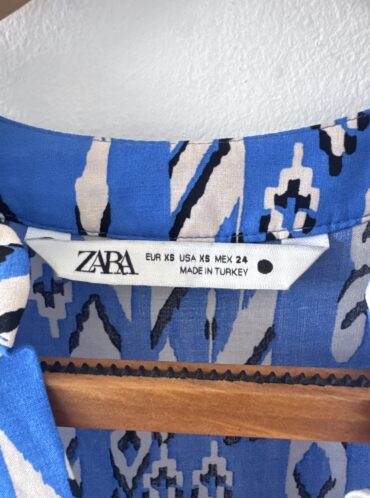 ZARA
EUR XS USA XS MEX 24
MADE IN TURKEY